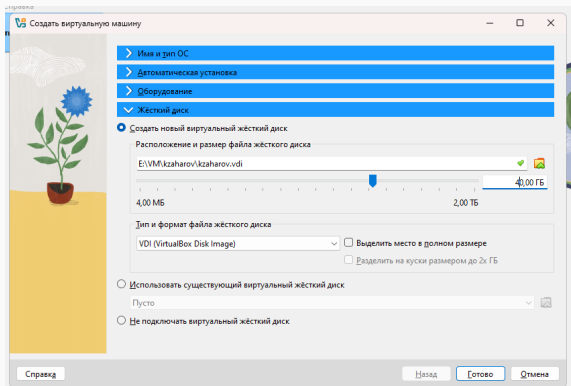 Справка
Создать виртуальную машину
Имя и тип ОС
Автоматическая установка
Оборудование
Жёсткий диск
Создать новый виртуальный жёсткий диск
Расположение и размер файла жёсткого диска
E:\VM\kzaharov\kzaharov.vdi
40,00 ГБ
4,00 МБ 2,00 ТБ
Тип и формат файла жёсткого диска
VDI (VirtualBox Disk Image) Выделить место в полном размере
Разделить на куски размером до 2х ГБ
Использовать существующий виртуальный жёсткий диск
Пусто
Не подключать виртуальный жёсткий диск
Справка Назад Готово Отмена